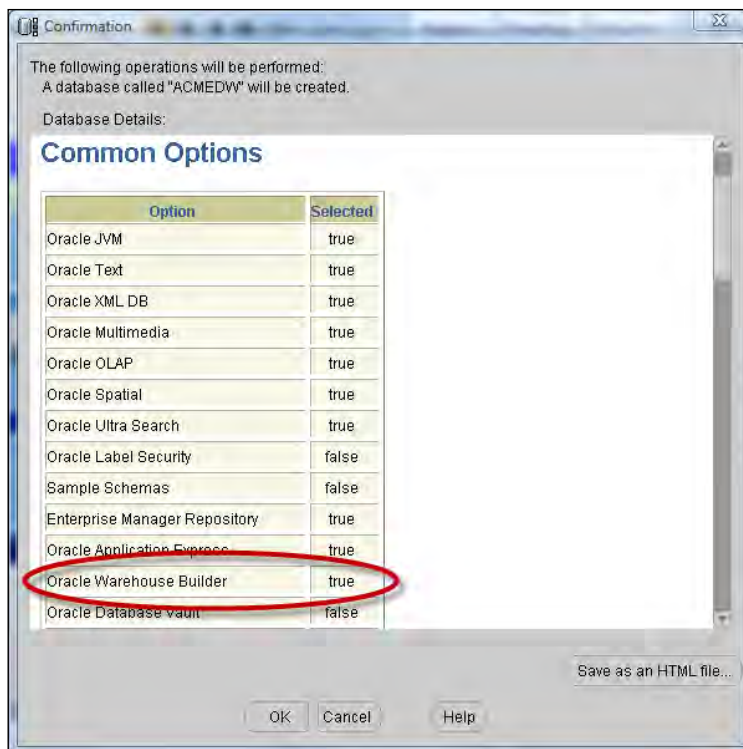 Confirmation
The following operations will be performed:
A database called "ACMEDW" will be created.
Database Details:
Common Options
Option Selected
Oracle JVM true
Oracle Text true
Oracle XML DB true
Oracle Multimedia true
Oracle OLAP true
Oracle Spatial true
Oracle Ultra Search true
Oracle Label Security false
Sample Schemas false
Enterprise Manager Repository true
Oracle Application Express true
Oracle Warehouse Builder true
Oracle Database Vault false
Save as an HTML file...
OK Cancel Help